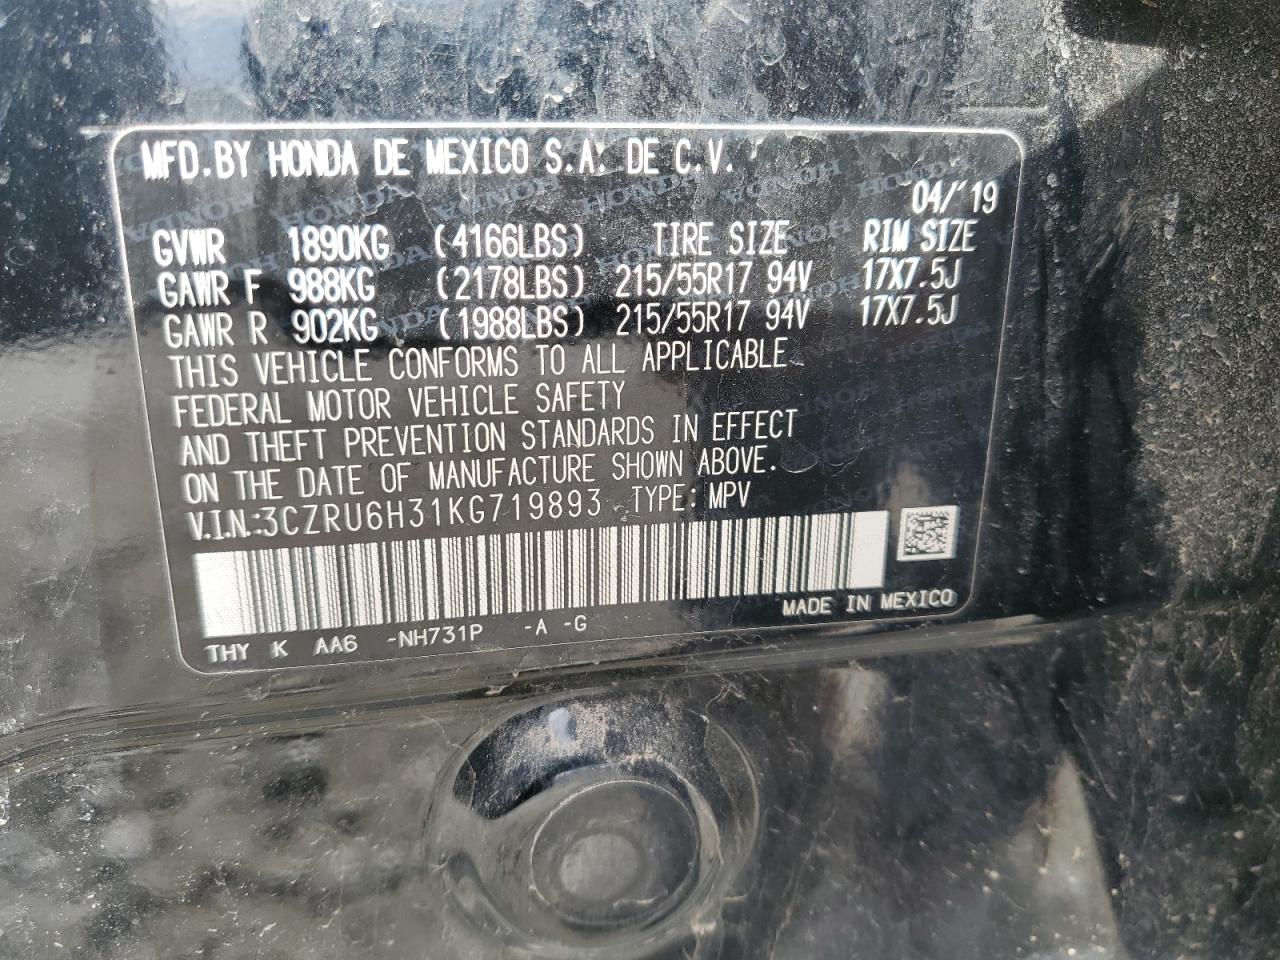 MFD.BY HONDA DE MEXICO S.A. DE C.V.
04/'19
GVWR 1890KG (4166LBS) TIRE SIZE RIM SIZE
GAWR F 988KG (2178LBS) 215/55R17 94V 17X7.5J
GAWR R 902KG (1988LBS) 215/55R17 94V 17X7.5J
THIS VEHICLE CONFORMS TO ALL APPLICABLE
FEDERAL MOTOR VEHICLE SAFETY
AND THEFT PREVENTION STANDARDS IN EFFECT
ON THE DATE OF MANUFACTURE SHOWN ABOVE.
V.I.N.:3CZRU6H31KG719893 TYPE: MPV
MADE IN MEXICO
THY K AA6 -NH731P -A -G